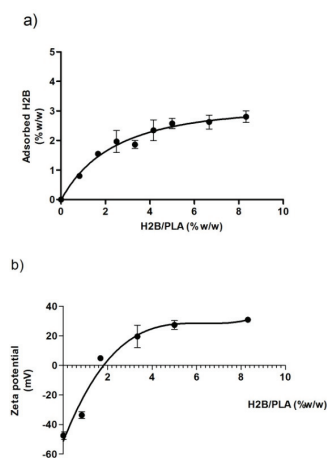 a)
5
4
3
2
1
0
Adsorbed H2B
(%w/w)
0 2 4 6 8 10
H2B/PLA (%w/w)
b)
40
20
0
-20
-40
-60
Zeta potential
(mV)
2 4 6 8 10
H2B/PLA (%w/w)